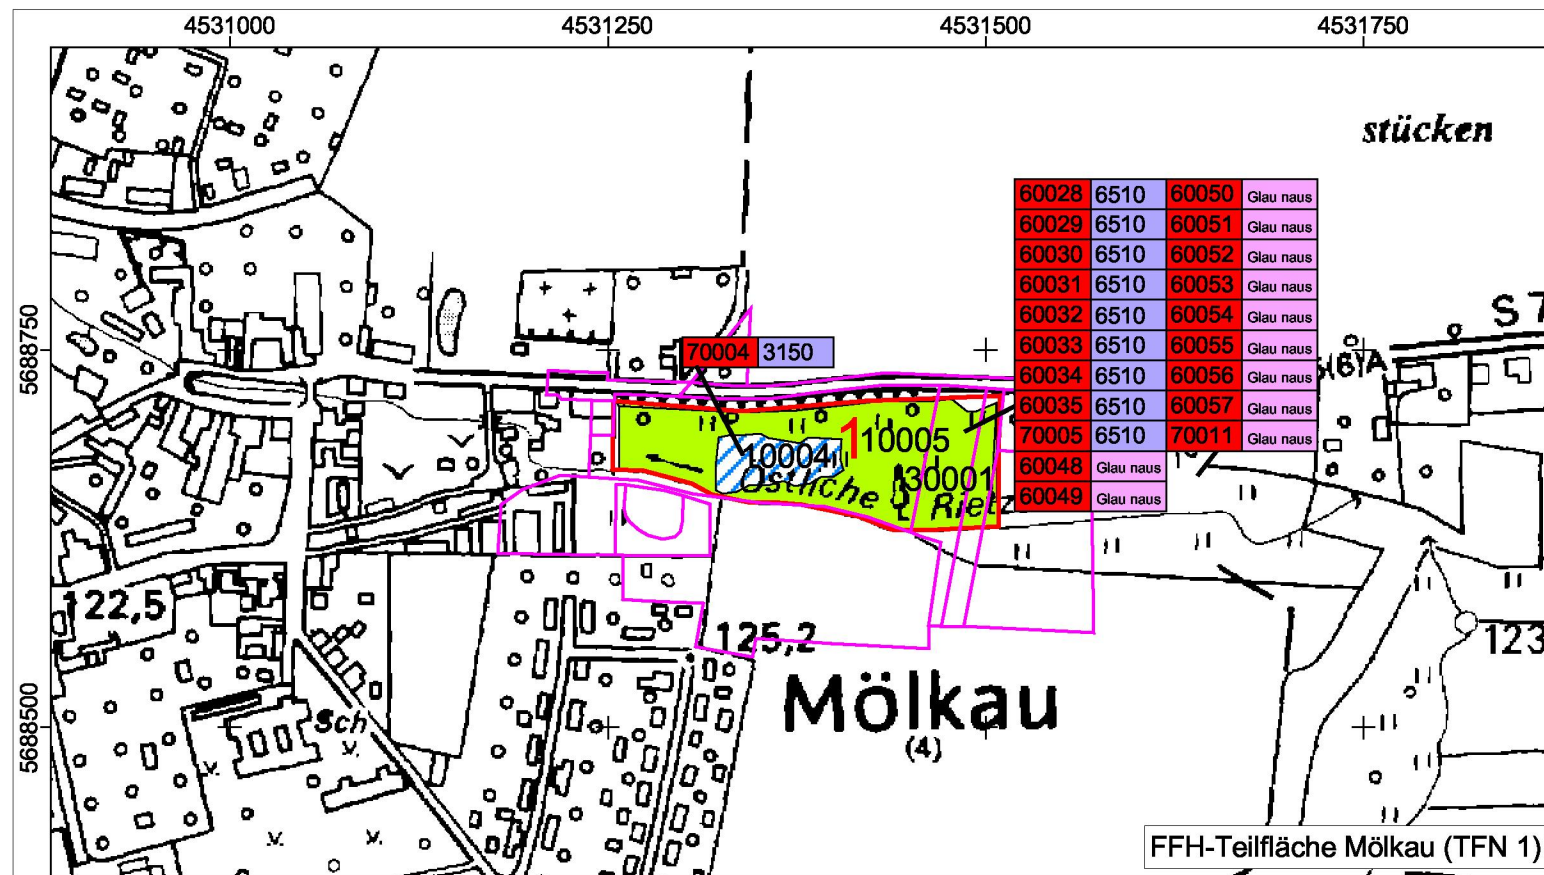 4531000 4531250 4531500 4531750
stücken
60028 6510 60050 Glau naus
60029 6510 60051 Glau naus
60030 6510 60052 Glau naus
60031 6510 60053 Glau naus
60032 6510 60054 Glau naus
60033 6510 60055 Glau naus
60034 6510 60056 Glau naus
60035 6510 60057 Glau naus
70005 6510 70011 Glau naus
60048 Glau naus
60049 Glau naus
S 7
5688750
70004 3150
(6)A
1
10005
10004
30001
Östliche Rietz
122,5
125,2
123
Mölkau
(4)
Sch
5688500
FFH-Teilfläche Mölkau (TFN 1)